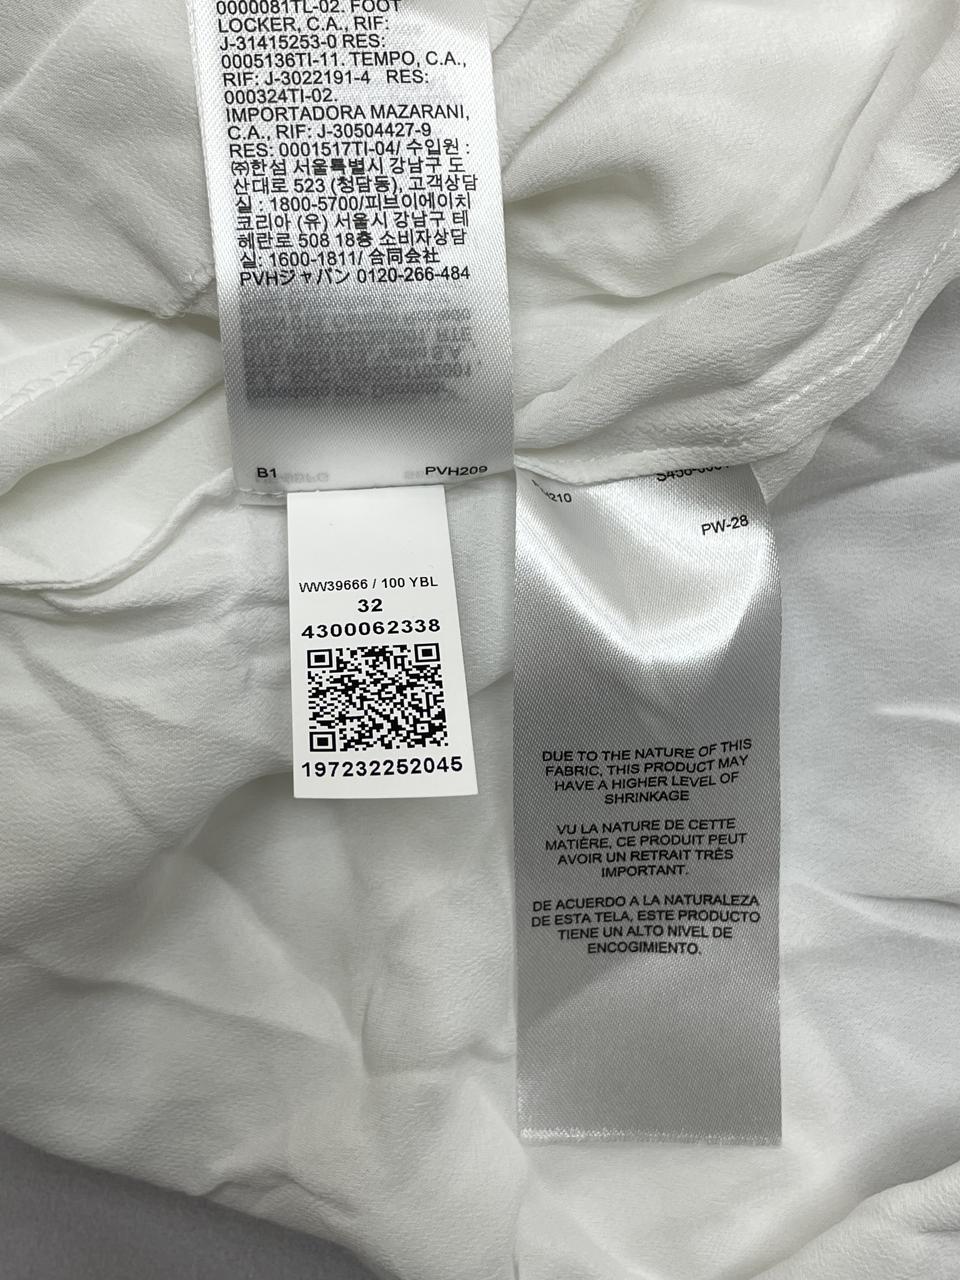 0000081TL-02. FOOT
LOCKER, C.A., RIF:
J-31415253-0 RES:
0005136TI-11. TEMPO, C.A.,
RIF: J-3022191-4 RES:
000324TI-02.
IMPORTADORA MAZARANI,
C.A., RIF: J-30504427-9
RES: 0001517TI-04/ 수입원 :
㈜한섬 서울특별시 강남구 도
산대로 523 (청담동), 고객상담
실 : 1800-5700/피브이에이치
코리아 (유) 서울시 강남구 테
헤란로 508 18층 소비자상담
실: 1600-1811/ 合同会社
PVHジャパン 0120-266-484
B1
PVH209
WW39666 / 100 YBL
32
4300062338
197232252045
PW-28
DUE TO THE NATURE OF THIS
FABRIC, THIS PRODUCT MAY
HAVE A HIGHER LEVEL OF
SHRINKAGE
VU LA NATURE DE CETTE
MATIÈRE, CE PRODUIT PEUT
AVOIR UN RETRAIT TRÈS
IMPORTANT.
DE ACUERDO A LA NATURALEZA
DE ESTA TELA, ESTE PRODUCTO
TIENE UN ALTO NIVEL DE
ENCOGIMIENTO.